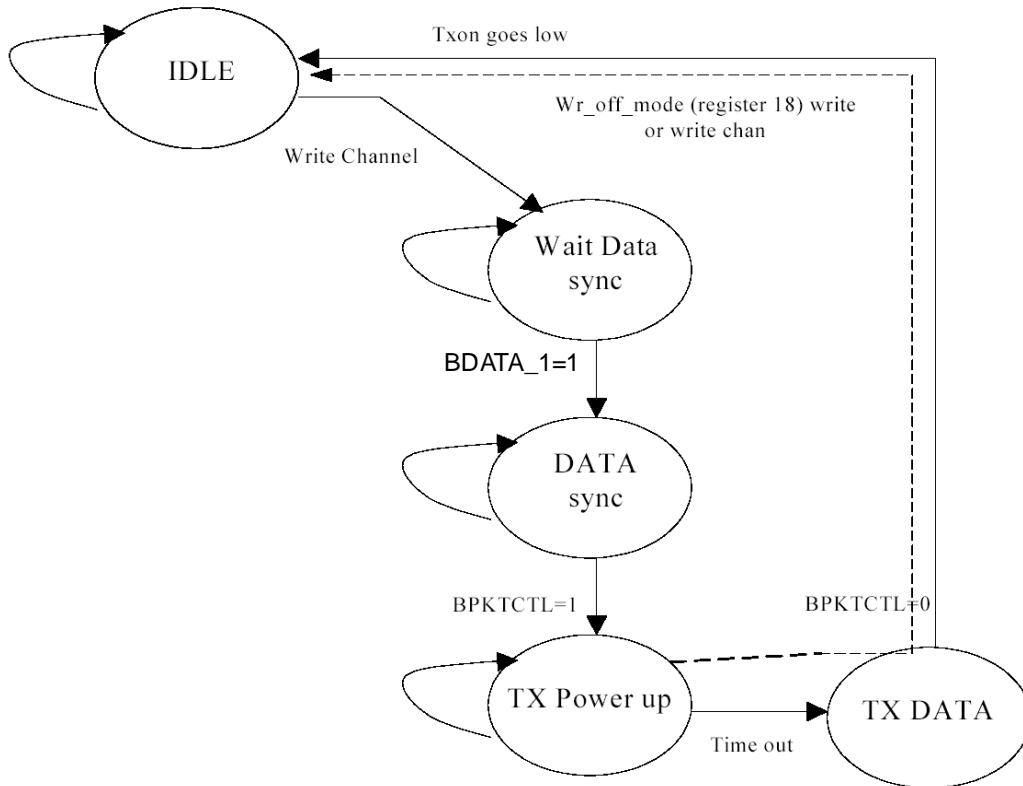 Txon goes low
IDLE
Wr_off_mode (register 18) write
or write chan
Write Channel
Wait Data
sync
BDATA_1=1
DATA
sync
BPKTCTL=1
BPKTCTL=0
TX Power up
TX DATA
Time out